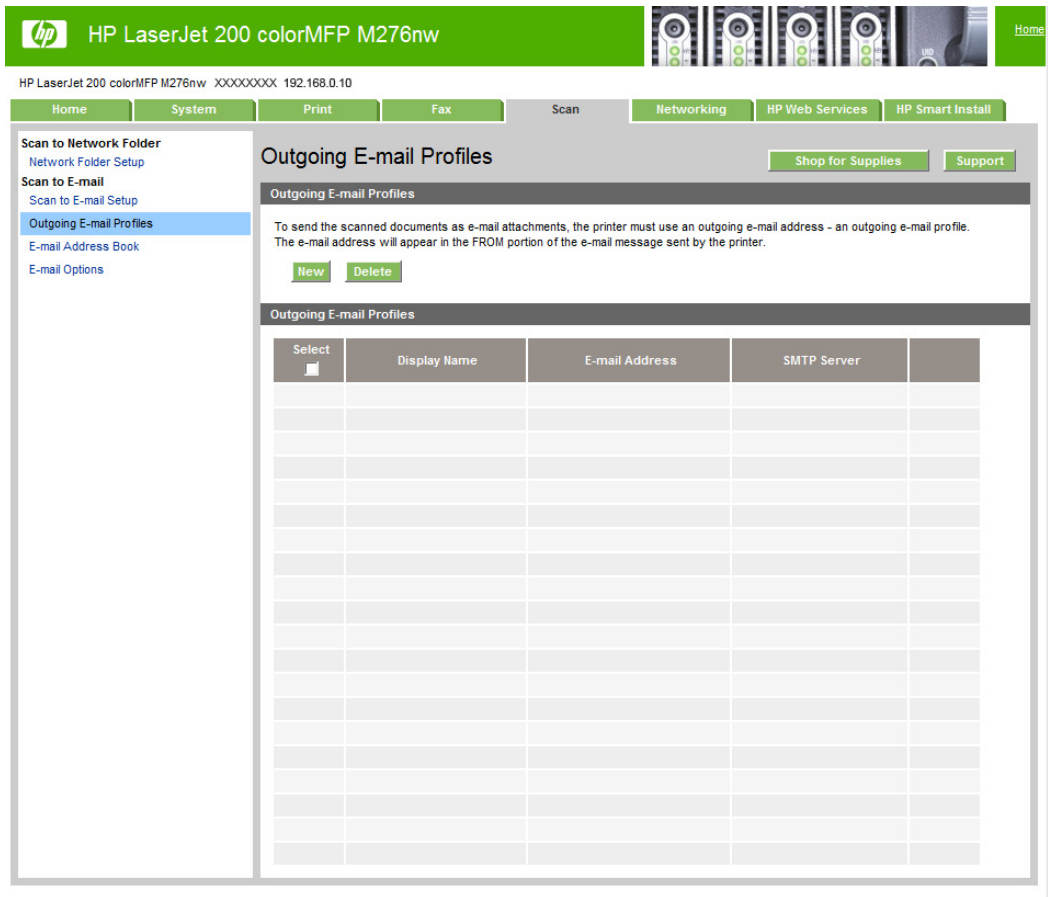 hp HP LaserJet 200 colorMFP M276nw
UID
Home
HP LaserJet 200 colorMFP M276nw XXXXXXXX 192.168.0.10
Home System Print Fax Scan Networking HP Web Services HP Smart Install
Scan to Network Folder
Network Folder Setup
Scan to E-mail
Scan to E-mail Setup
Outgoing E-mail Profiles
E-mail Address Book
E-mail Options
Outgoing E-mail Profiles
Shop for Supplies Support
Outgoing E-mail Profiles
To send the scanned documents as e-mail attachments, the printer must use an outgoing e-mail address - an outgoing e-mail profile.
The e-mail address will appear in the FROM portion of the e-mail message sent by the printer.
New Delete
Outgoing E-mail Profiles
Select Display Name E-mail Address SMTP Server